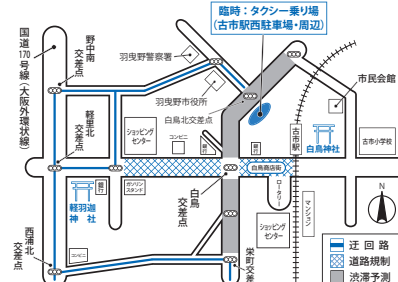 臨時：タクシー乗り場
（古市駅西駐車場・周辺）
国道170号線（大阪外環状線）
野中南
交差点
羽曳野警察署
羽曳野市役所
白鳥北交差点
市民会館
軽里北
交差点
ショッピング
センター
コンビニ
銀行
銀行
古市駅
白鳥神社
古市小学校
白鳥商店街
銀行
ガソリン
スタンド
軽羽迦
神社
白鳥
交差点
ロータリー
マンション
N
西浦北
交差点
コンビニ
ショッピング
センター
栄町交差
迂回路
道路規制
渋滞予測